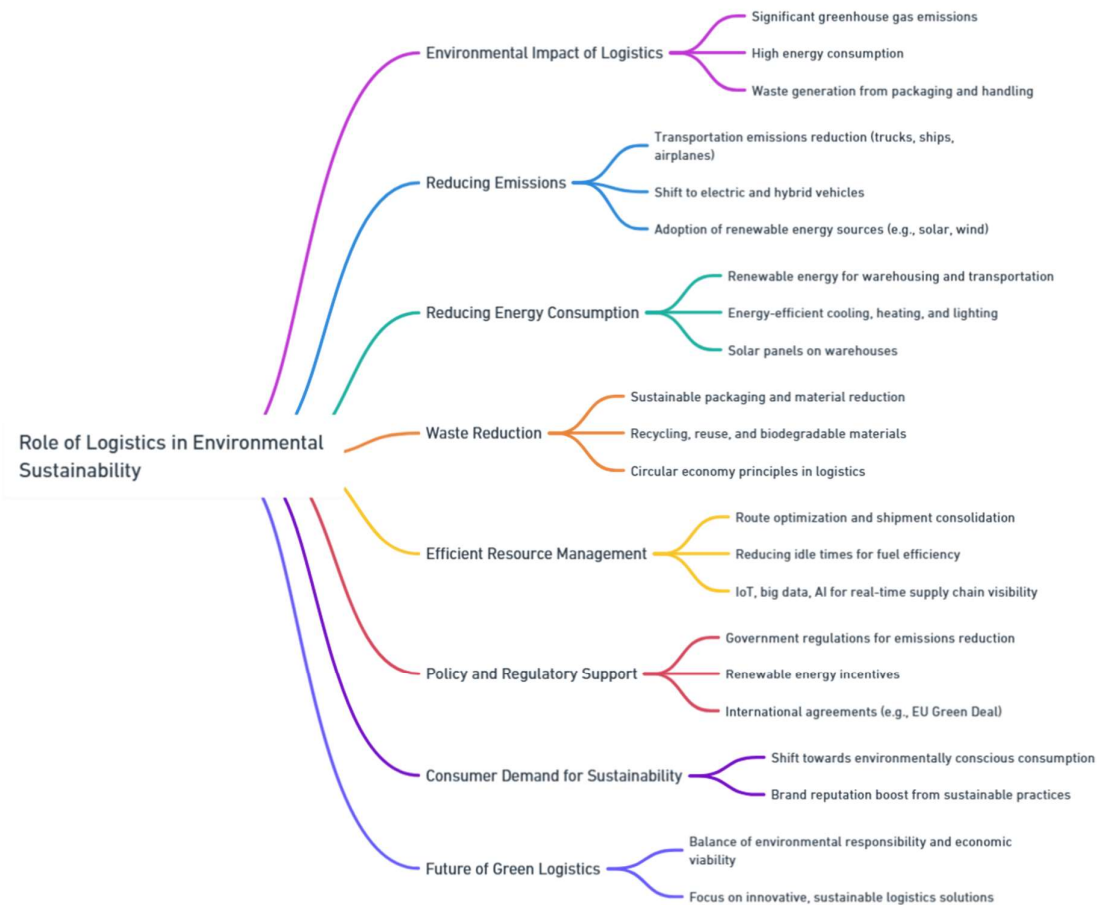 Role of Logistics in Environmental
Sustainability
Environmental Impact of Logistics
Significant greenhouse gas emissions
High energy consumption
Waste generation from packaging and handling
Reducing Emissions
Transportation emissions reduction (trucks, ships,
airplanes)
Shift to electric and hybrid vehicles
Adoption of renewable energy sources (e.g., solar, wind)
Reducing Energy Consumption
Renewable energy for warehousing and transportation
Energy-efficient cooling, heating, and lighting
Solar panels on warehouses
Waste Reduction
Sustainable packaging and material reduction
Recycling, reuse, and biodegradable materials
Circular economy principles in logistics
Efficient Resource Management
Route optimization and shipment consolidation
Reducing idle times for fuel efficiency
IoT, big data, AI for real-time supply chain visibility
Policy and Regulatory Support
Government regulations for emissions reduction
Renewable energy incentives
International agreements (e.g., EU Green Deal)
Consumer Demand for Sustainability
Shift towards environmentally conscious consumption
Brand reputation boost from sustainable practices
Future of Green Logistics
Balance of environmental responsibility and economic
viability
Focus on innovative, sustainable logistics solutions